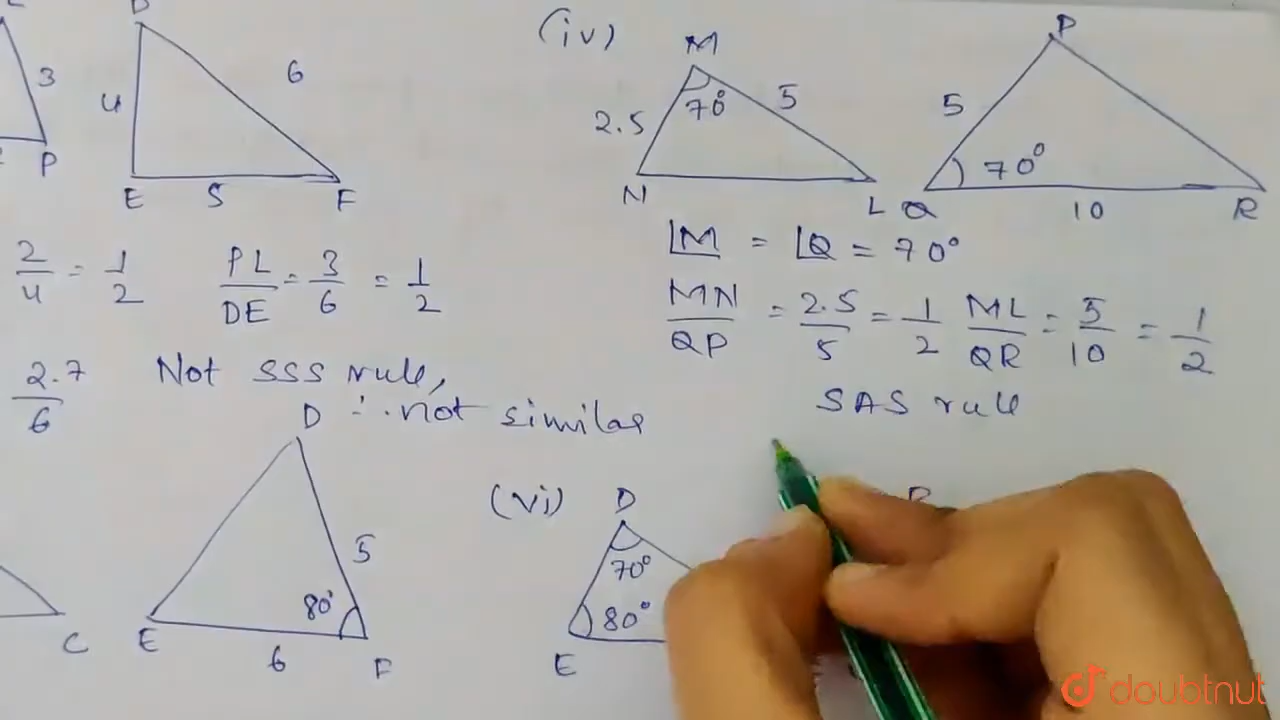 (iv)
D
3
4
6
P
E
5
F
M
70°
2.5
5
N
L
P
5
70°
Q
10
R
2/4 = 1/2
PL/DE = 3/6 = 1/2
∟M = ∟Q = 70°
MN/QP = 2.5/5 = 1/2
ML/QR = 5/10 = 1/2
2.7/6
Not SSS rule,
∴ not similar
SAS rule
C
D
5
80°
E
6
F
(vi)
D
70°
80°
E
doubtnut